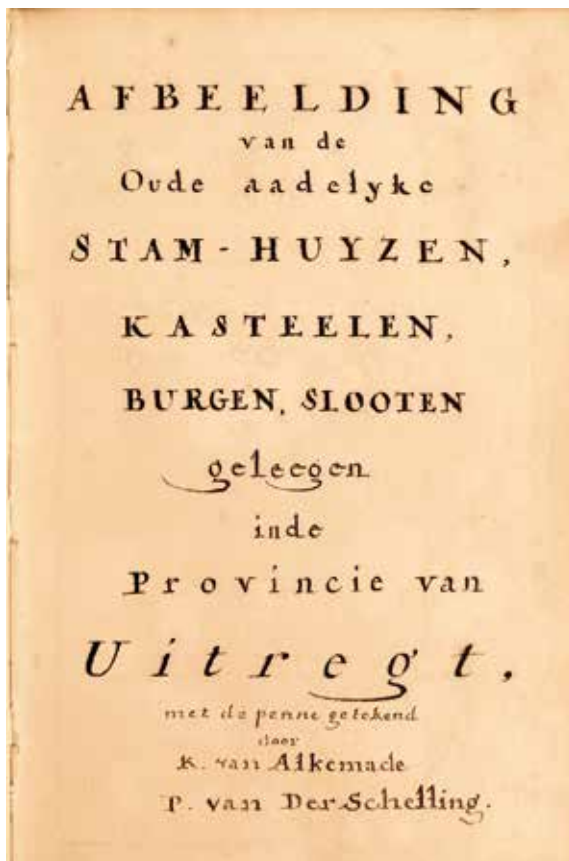 AFBEELDING
van de
Oude aadelyke
STAM-HUYZEN,
KASTEELEN,
BURGEN, SLOOTEN
geleegen
inde
Provincie van
Uitregt,
met de penne getekend
door
K. van Alkemade
P. van Der Schelling.